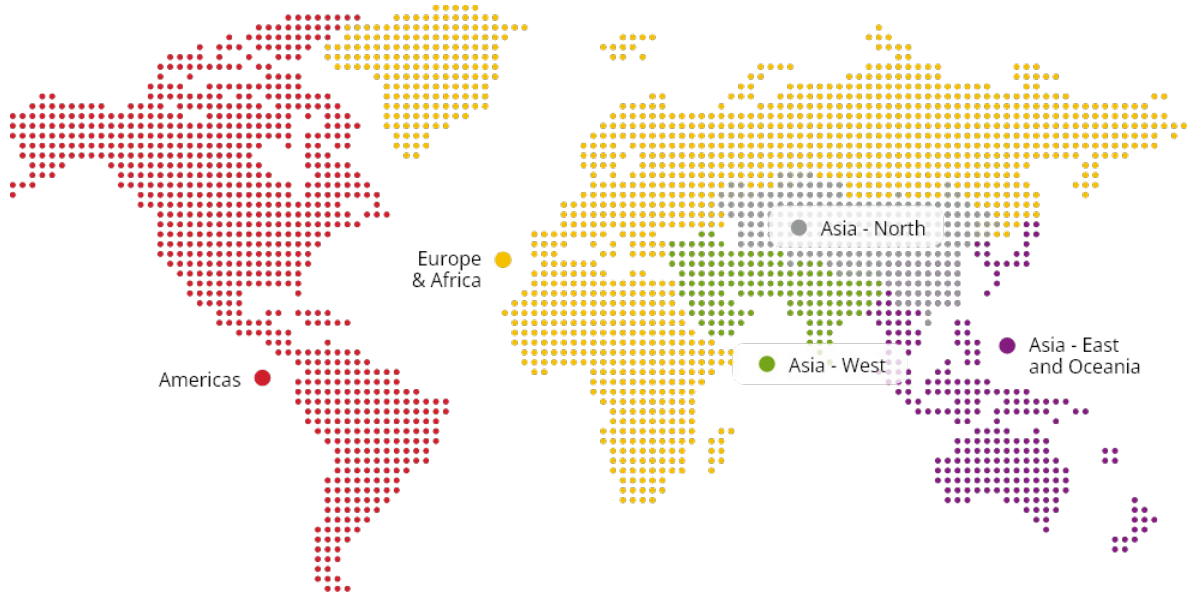 Asia - North
Europe
& Africa
Asia - East
and Oceania
Asia - West
Americas